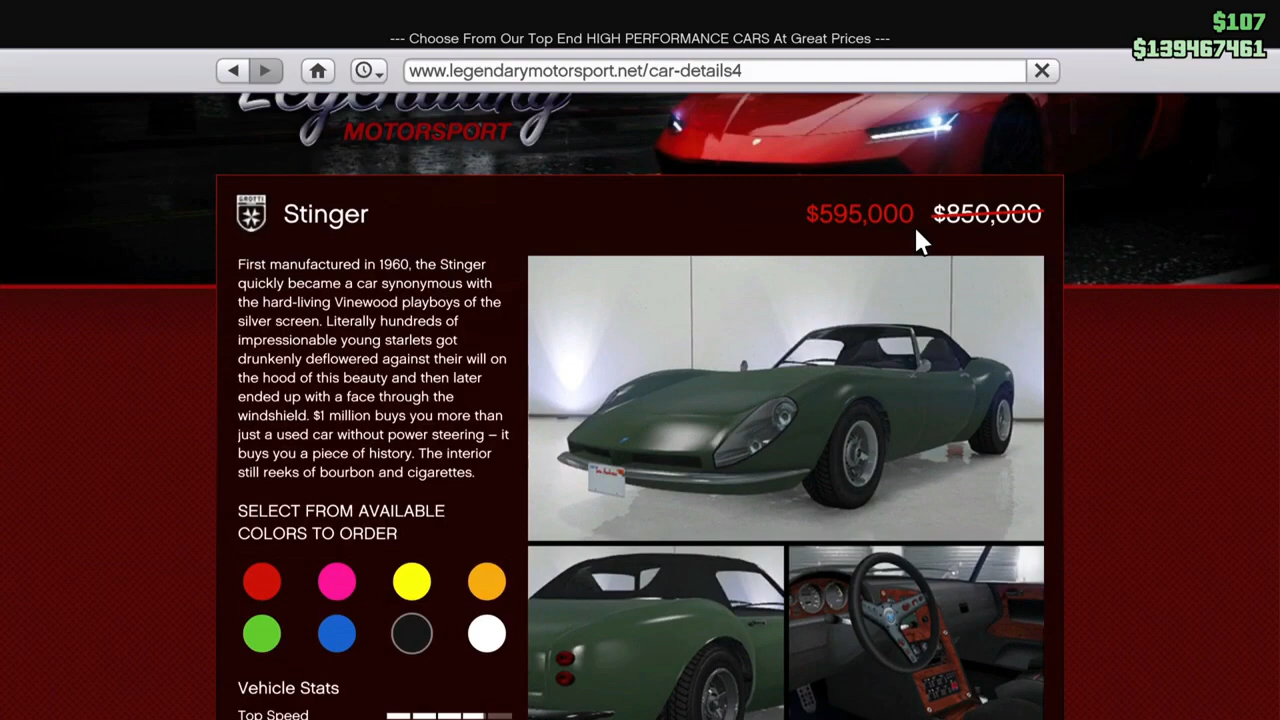 $107
$139467461
--- Choose From Our Top End HIGH PERFORMANCE CARS At Great Prices ---
www.legendarymotorsport.net/car-details4
Legendary
MOTORSPORT
GROTTI
Stinger
$595,000 $850,000
First manufactured in 1960, the Stinger
quickly became a car synonymous with
the hard-living Vinewood playboys of the
silver screen. Literally hundreds of
impressionable young starlets got
drunkenly deflowered against their will on
the hood of this beauty and then later
ended up with a face through the
windshield. $1 million buys you more than
just a used car without power steering – it
buys you a piece of history. The interior
still reeks of bourbon and cigarettes.
SELECT FROM AVAILABLE
COLORS TO ORDER
Vehicle Stats
Top Speed